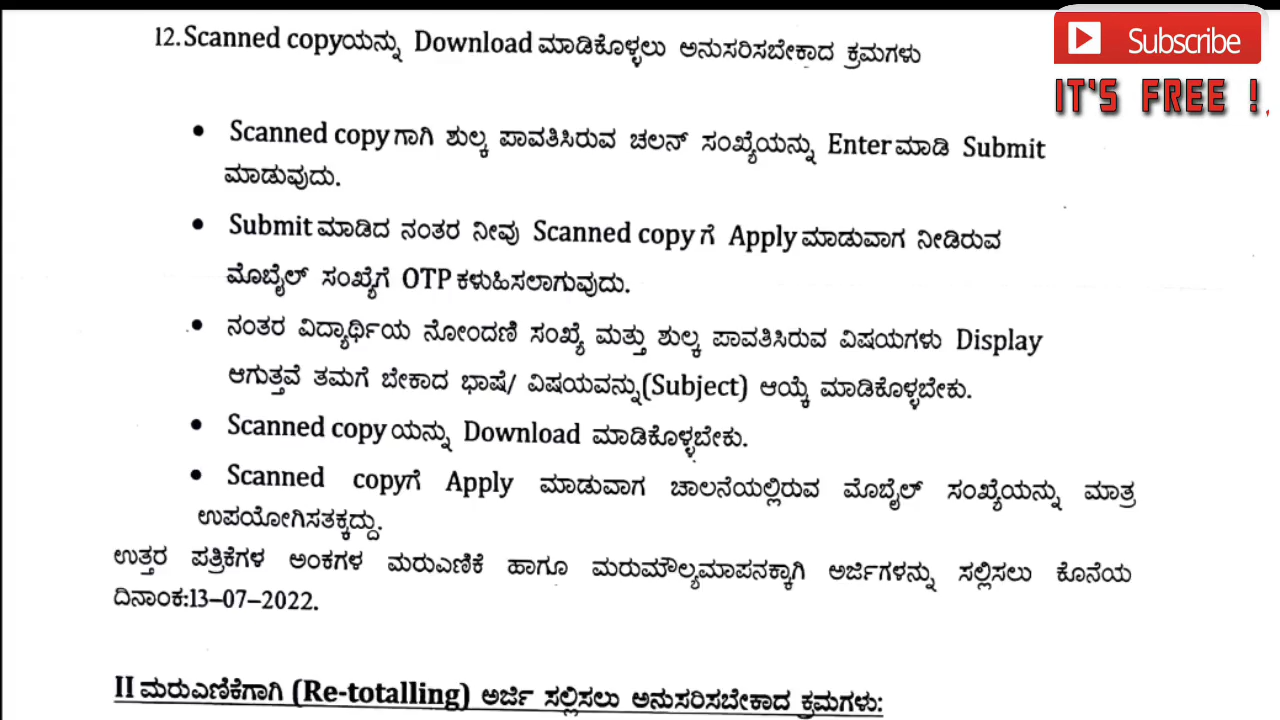 12.Scanned copyಯನ್ನು Download ಮಾಡಿಕೊಳ್ಳಲು ಅನುಸರಿಸಬೇಕಾದ ಕ್ರಮಗಳು
Subscribe
IT'S FREE !
• Scanned copy ಗಾಗಿ ಶುಲ್ಕ ಪಾವತಿಸಿರುವ ಚಲನ್ ಸಂಖ್ಯೆಯನ್ನು Enter ಮಾಡಿ Submit
ಮಾಡುವುದು.
• Submit ಮಾಡಿದ ನಂತರ ನೀವು Scanned copy ಗೆ Apply ಮಾಡುವಾಗ ನೀಡಿರುವ
ಮೊಬೈಲ್ ಸಂಖ್ಯೆಗೆ OTP ಕಳುಹಿಸಲಾಗುವುದು.
• ನಂತರ ವಿದ್ಯಾರ್ಥಿಯ ನೋಂದಣಿ ಸಂಖ್ಯೆ ಮತ್ತು ಶುಲ್ಕ ಪಾವತಿಸಿರುವ ವಿಷಯಗಳು Display
ಆಗುತ್ತವೆ ತಮಗೆ ಬೇಕಾದ ಭಾಷೆ/ ವಿಷಯವನ್ನು(Subject) ಆಯ್ಕೆ ಮಾಡಿಕೊಳ್ಳಬೇಕು.
• Scanned copy ಯನ್ನು Download ಮಾಡಿಕೊಳ್ಳಬೇಕು.
• Scanned copyಗೆ Apply ಮಾಡುವಾಗ ಚಾಲನೆಯಲ್ಲಿರುವ ಮೊಬೈಲ್ ಸಂಖ್ಯೆಯನ್ನು ಮಾತ್ರ
ಉಪಯೋಗಿಸತಕ್ಕದ್ದು.
ಉತ್ತರ ಪತ್ರಿಕೆಗಳ ಅಂಕಗಳ ಮರುಎಣಿಕೆ ಹಾಗೂ ಮರುಮೌಲ್ಯಮಾಪನಕ್ಕಾಗಿ ಅರ್ಜಿಗಳನ್ನು ಸಲ್ಲಿಸಲು ಕೊನೆಯ
ದಿನಾಂಕ:13-07-2022.
II ಮರುಎಣಿಕೆಗಾಗಿ (Re-totalling) ಅರ್ಜಿ ಸಲ್ಲಿಸಲು ಅನುಸರಿಸಬೇಕಾದ ಕ್ರಮಗಳು: